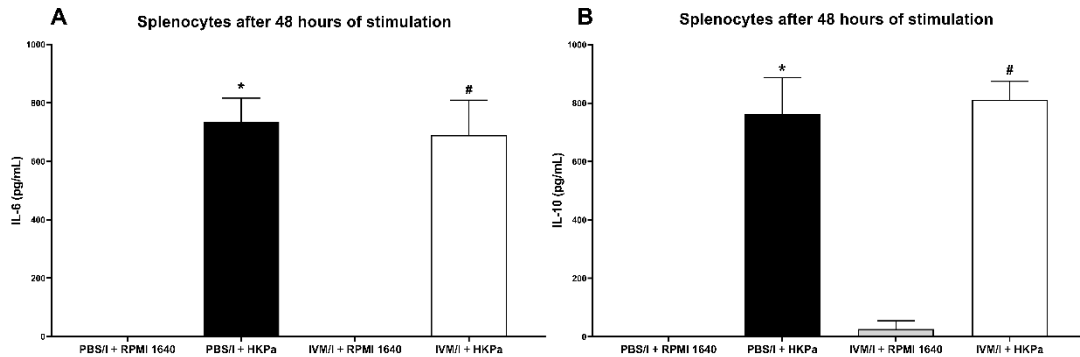 A
Splenocytes after 48 hours of stimulation
IL-6 (pg/mL)
1000
800
600
400
200
0
*
#
PBS/I + RPMI 1640
PBS/I + HKPa
IVM/I + RPMI 1640
IVM/I + HKPa
B
Splenocytes after 48 hours of stimulation
IL-10 (pg/mL)
1000
800
600
400
200
0
*
#
PBS/I + RPMI 1640
PBS/I + HKPa
IVM/I + RPMI 1640
IVM/I + HKPa